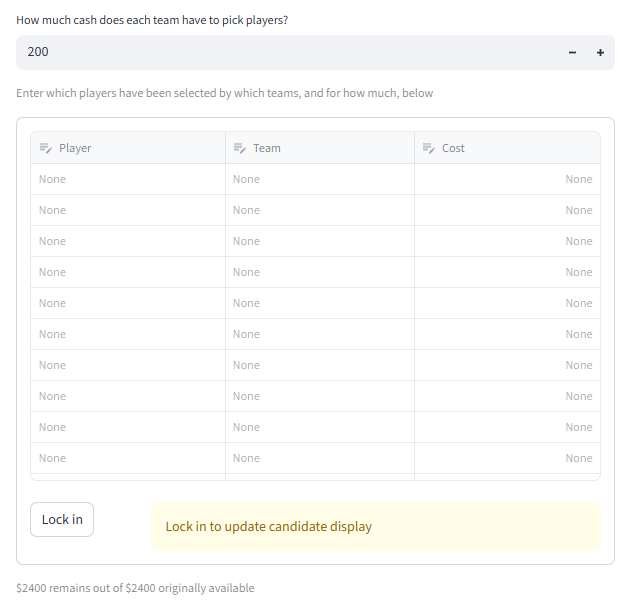 How much cash does each team have to pick players?
200 − +
Enter which players have been selected by which teams, and for how much, below
Player Team Cost
None None None
None None None
None None None
None None None
None None None
None None None
None None None
None None None
None None None
None None None
Lock in Lock in to update candidate display
$2400 remains out of $2400 originally available